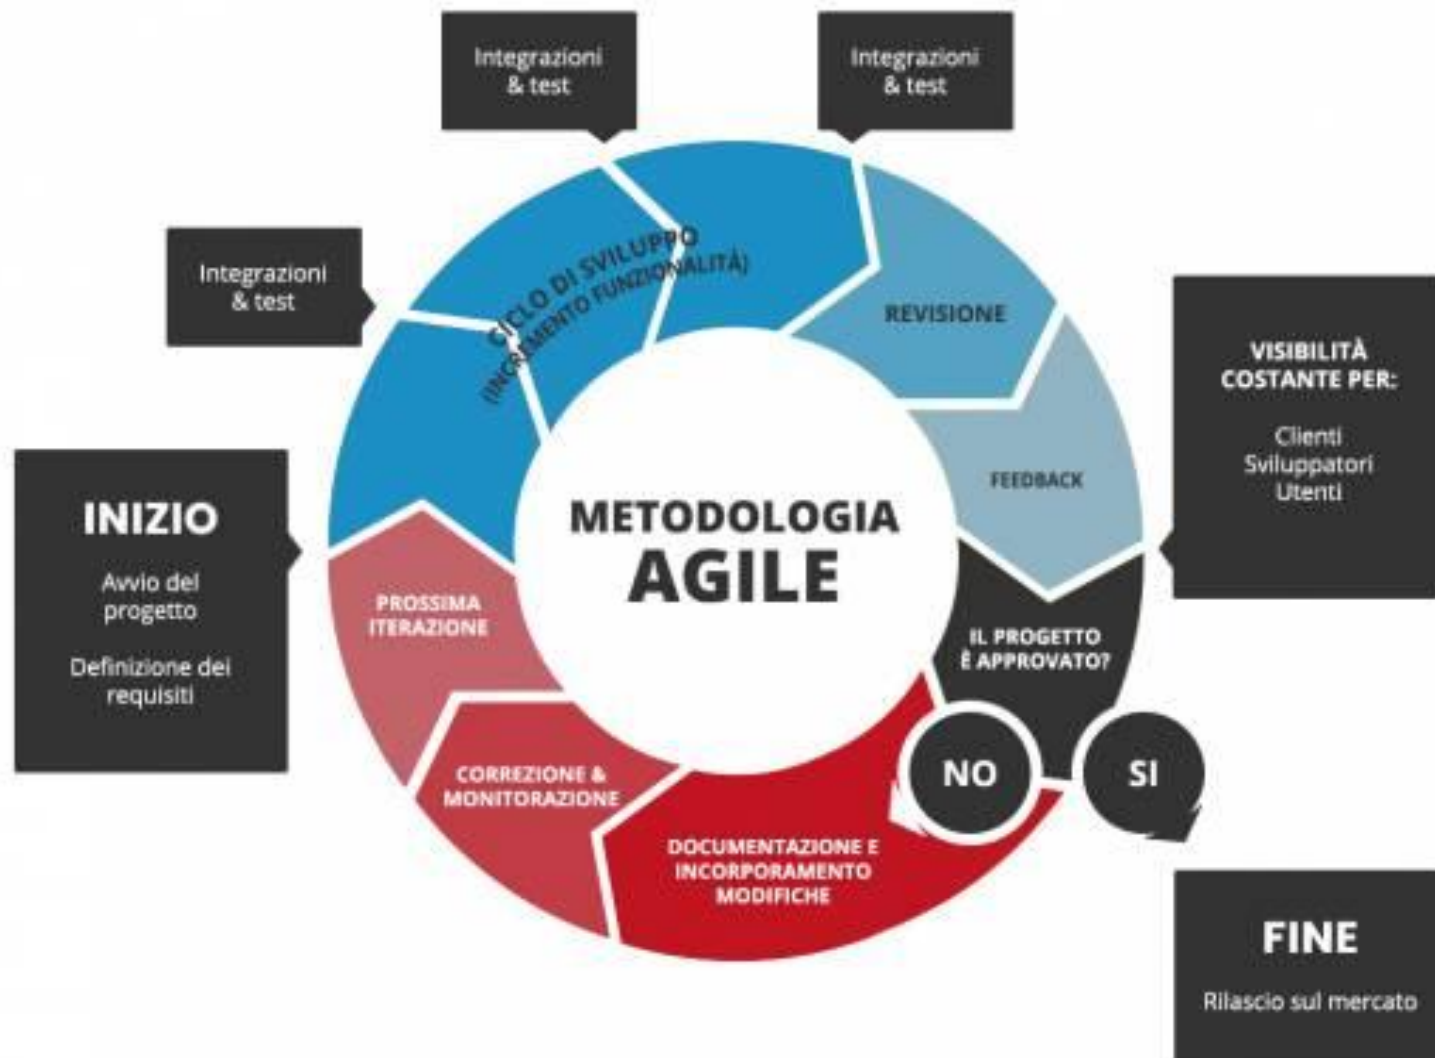 Integrazioni
& test
Integrazioni
& test
Integrazioni
& test
CICLO DI SVILUPPO
(INCREMENTO FUNZIONALITÀ)
REVISIONE
FEEDBACK
VISIBILITÀ
COSTANTE PER:
Clienti
Sviluppatori
Utenti
INIZIO
Avvio del
progetto
Definizione dei
requisiti
METODOLOGIA
AGILE
PROSSIMA
ITERAZIONE
IL PROGETTO
È APPROVATO?
NO
SI
CORREZIONE &
MONITORAZIONE
DOCUMENTAZIONE E
INCORPORAMENTO
MODIFICHE
FINE
Rilascio sul mercato